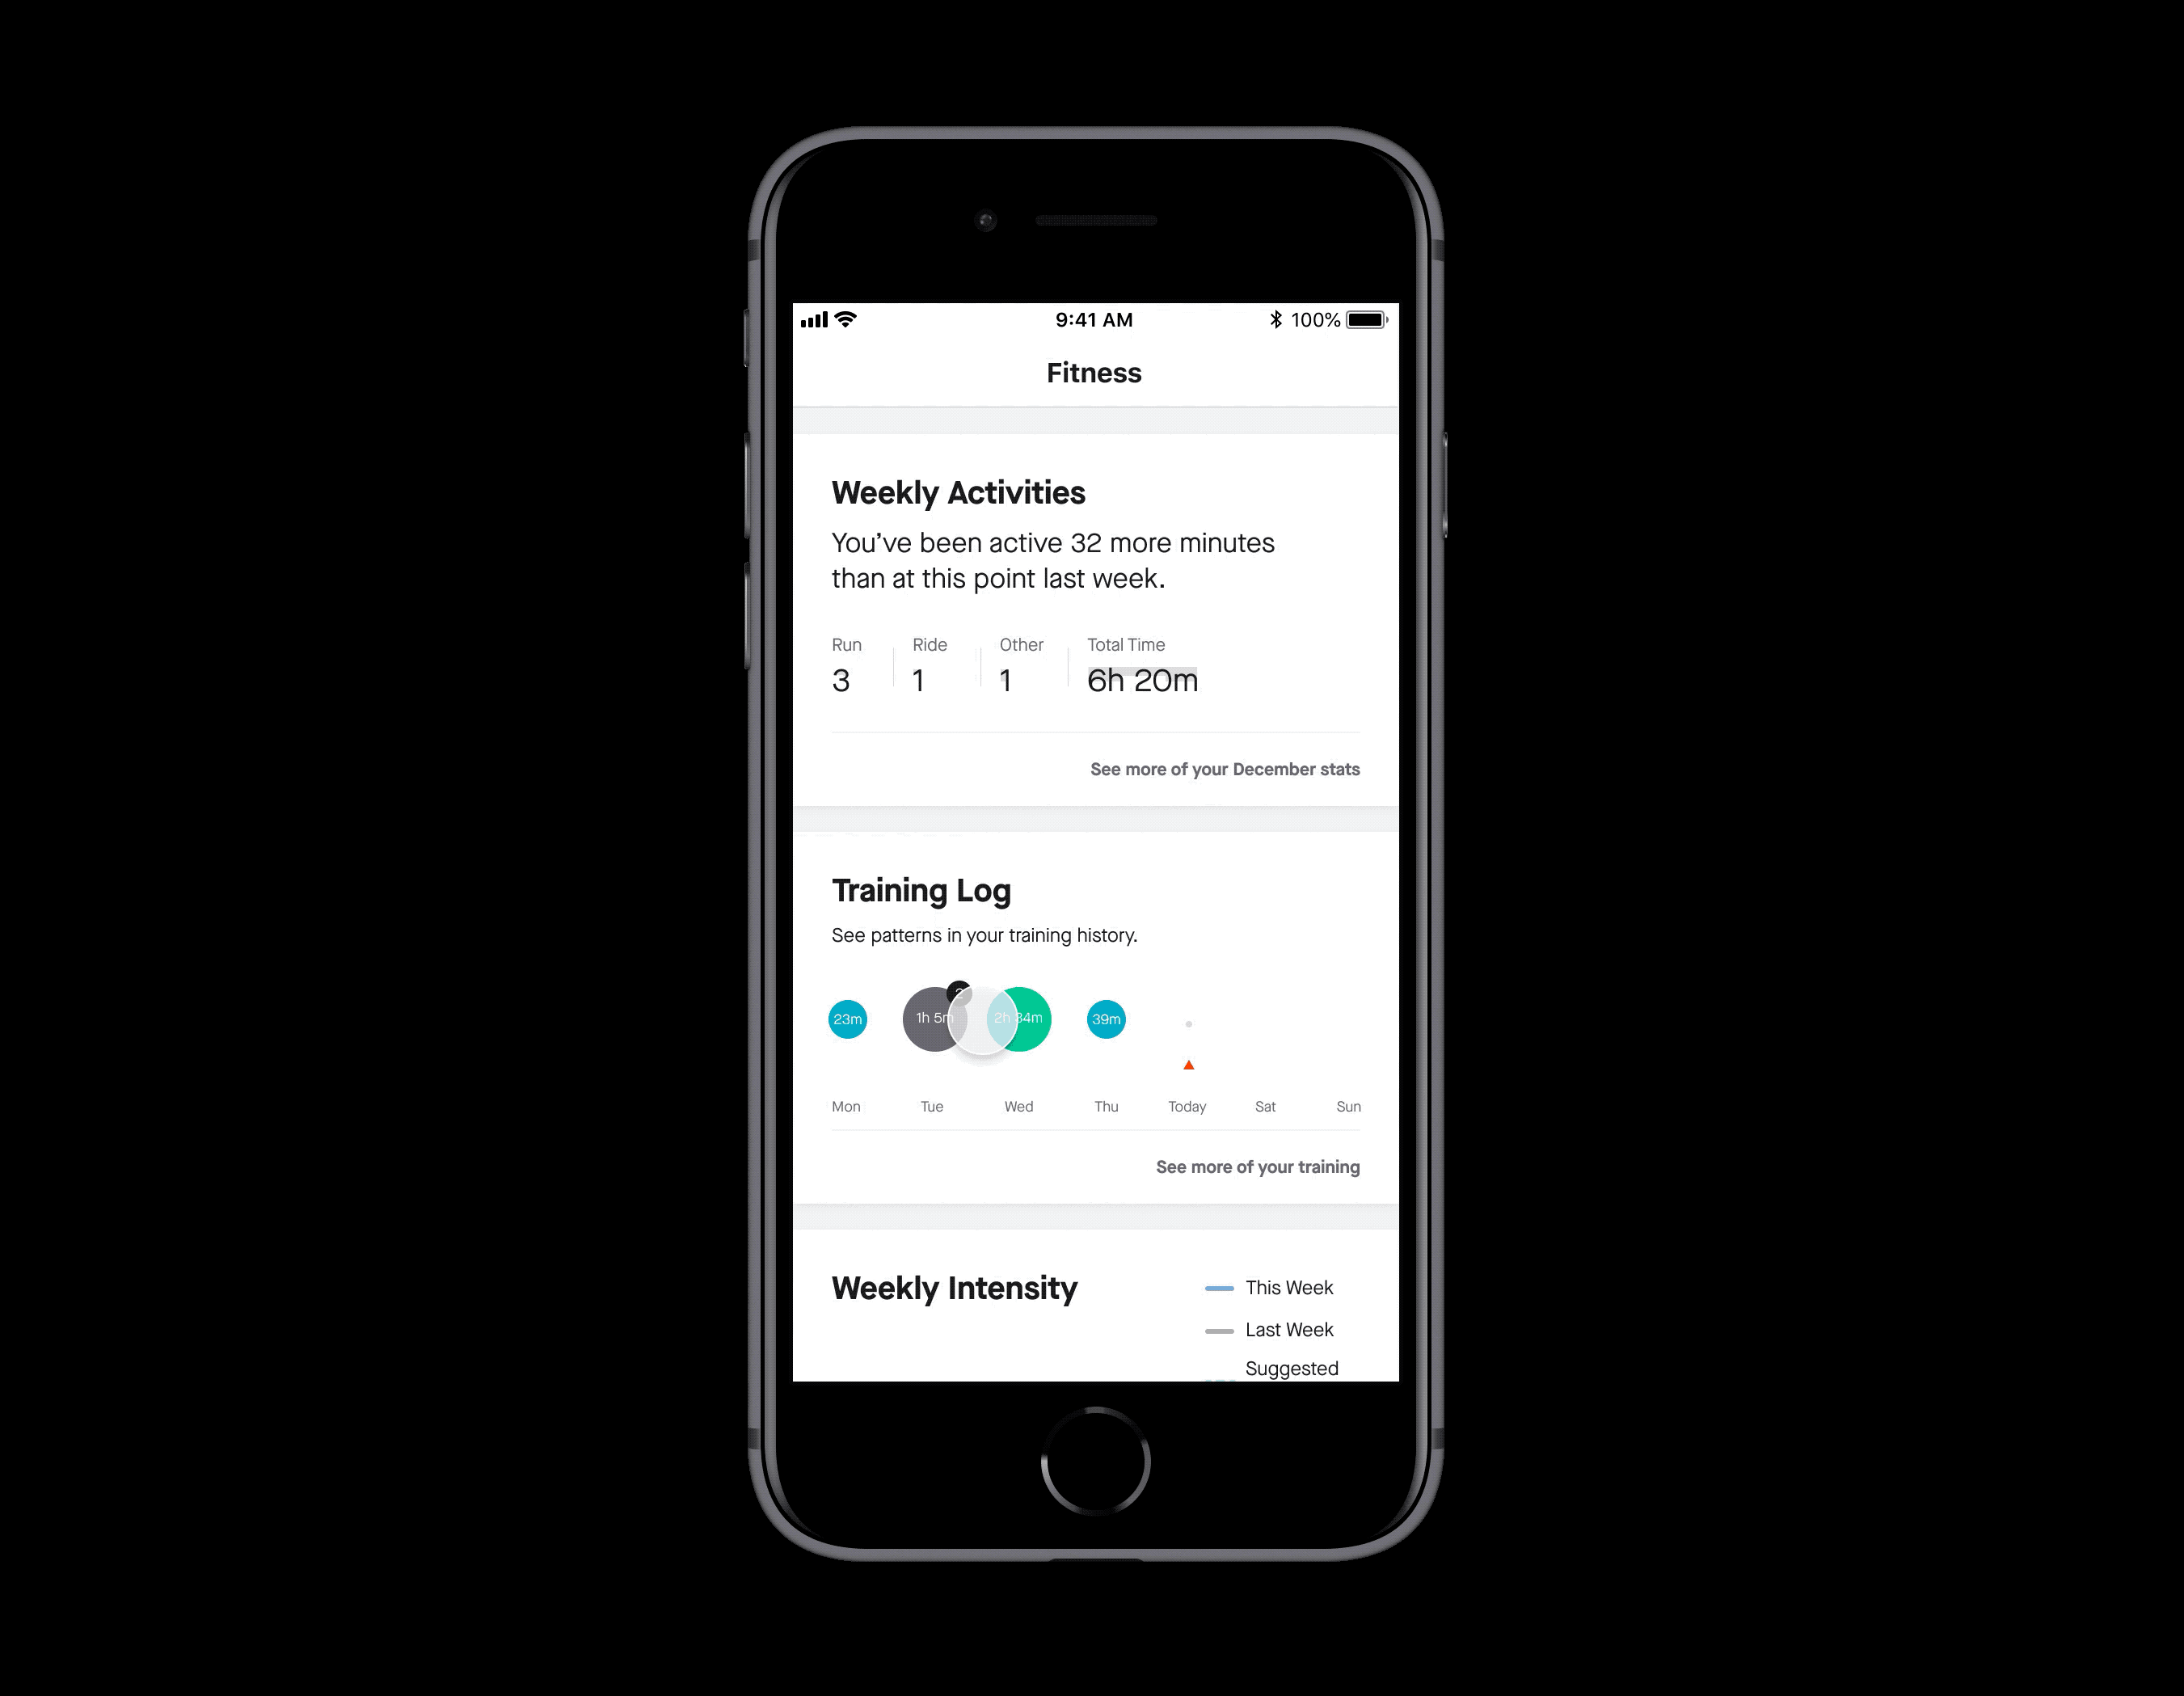 9:41 AM
100%
Fitness
Weekly Activities
You've been active 32 more minutes
than at this point last week.
Run Ride Other Total Time
3 1 1 6h 20m
See more of your December stats
Training Log
See patterns in your training history.
2
23m 1h 5m 2h 34m 39m
Mon Tue Wed Thu Today Sat Sun
See more of your training
Weekly Intensity
This Week
Last Week
Suggested